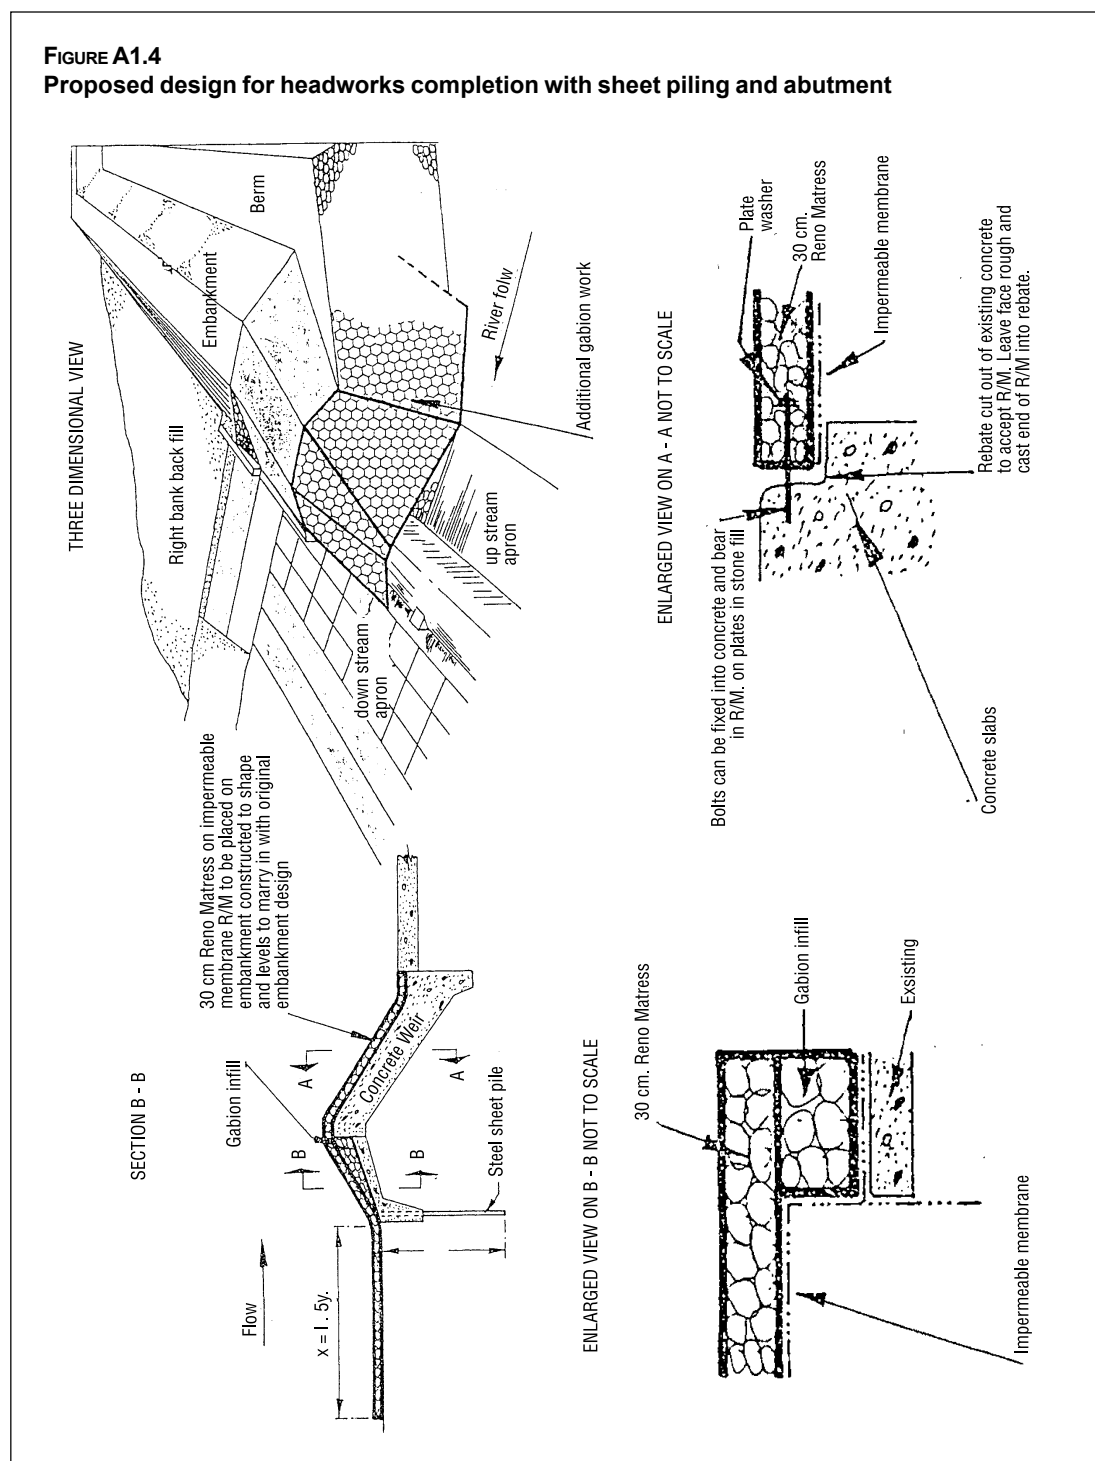 FIGURE A1.4
Proposed design for headworks completion with sheet piling and abutment
SECTION B - B
Flow
x = I . 5y.
Gabion infill
B
B
A
A
Concrete Weir
Steel sheet pile
30 cm Reno Matress on impermeable
membrane R/M to be placed on
embankment constructed to shape
and levels to marry in with original
embankment design
THREE DIMENSIONAL VIEW
Right bank back fill
Embankment
Berm
down stream
apron
up stream
apron
River folw
Additional gabion work
ENLARGED VIEW ON B - B NOT TO SCALE
30 cm. Reno Matress
Gabion infill
Exsisting
Impermeable membrane
ENLARGED VIEW ON A - A NOT TO SCALE
Bolts can be fixed into concrete and bear
in R/M. on plates in stone fill
Plate
washer
30 cm.
Reno Matress
Impermeable membrane
Rebate cut out of existing concrete
to accept R/M. Leave face rough and
cast end of R/M into rebate.
Concrete slabs